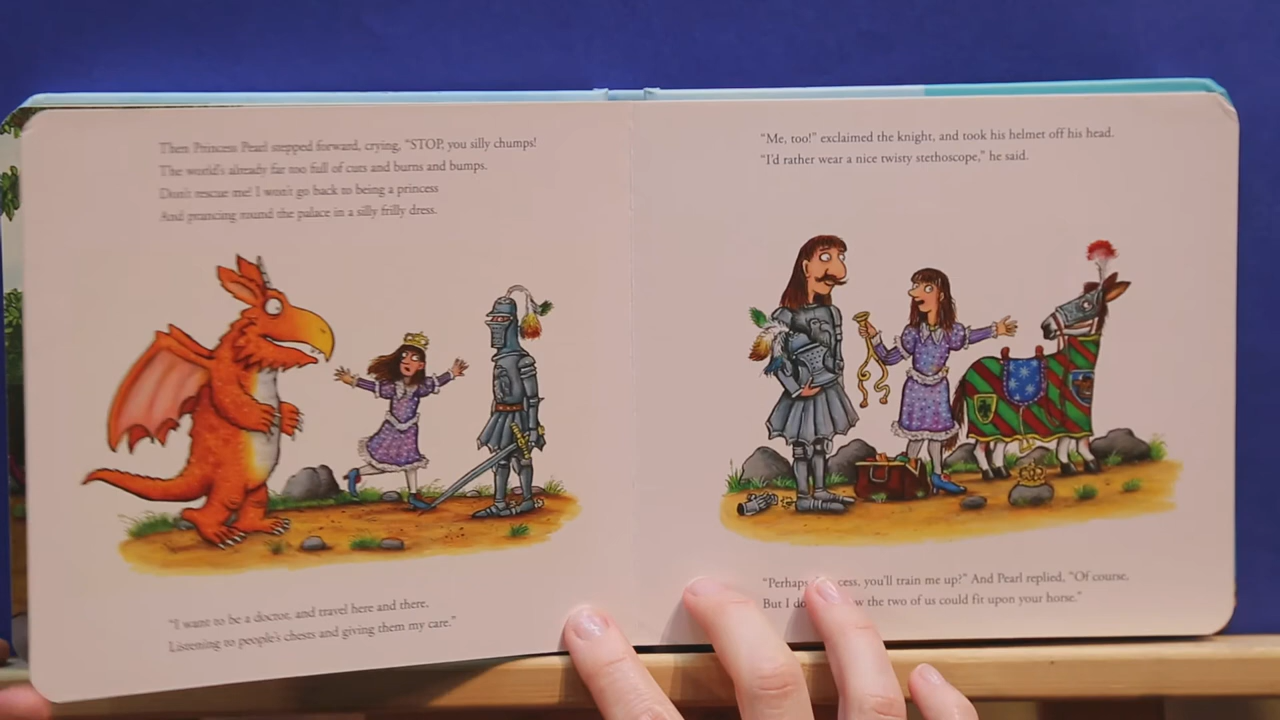 Then Princess Pearl stepped forward, crying, "STOP, you silly chumps!
The world's already far too full of cuts and burns and bumps.
Don't rescue me! I won't go back to being a princess
And prancing round the palace in a silly frilly dress.
"I want to be a doctor, and travel here and there,
Listening to people's chests and giving them my care."
"Me, too!" exclaimed the knight, and took his helmet off his head.
"I'd rather wear a nice twisty stethoscope," he said.
"Perhaps cess, you'll train me up?" And Pearl replied, "Of course.
But I do w the two of us could fit upon your horse."